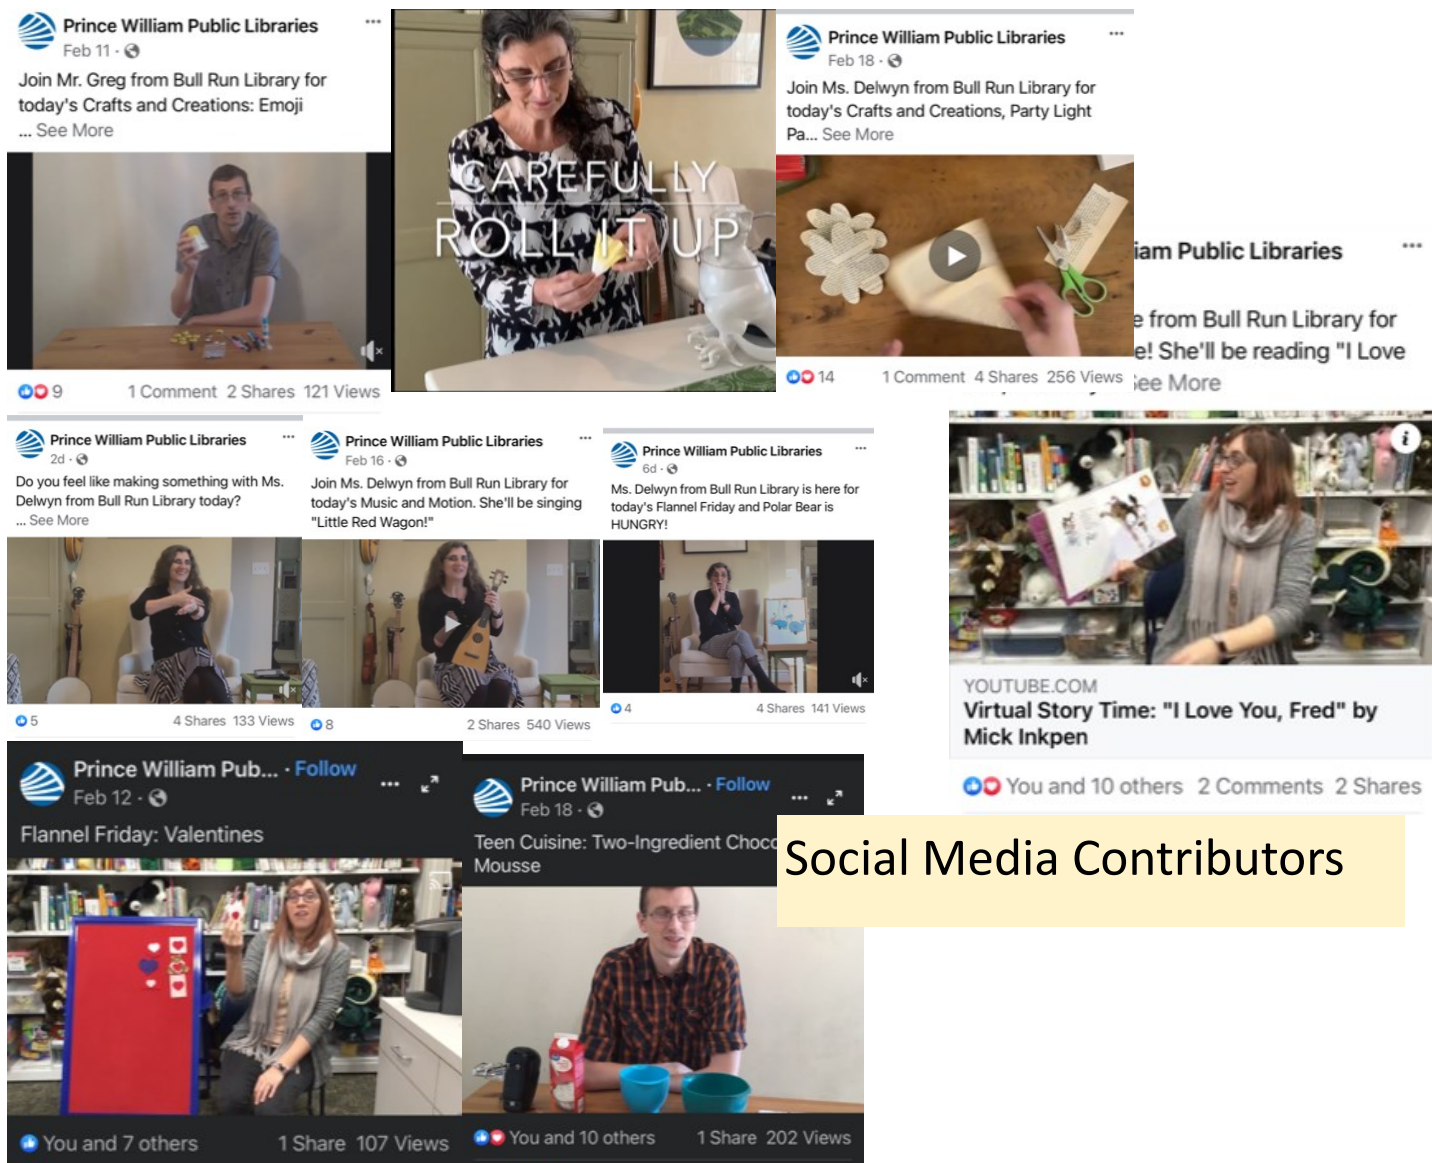 Prince William Public Libraries
Feb 11 ·
Join Mr. Greg from Bull Run Library for
today's Crafts and Creations: Emoji
... See More
9 1 Comment 2 Shares 121 Views
CAREFULLY
ROLL IT UP
Prince William Public Libraries
Feb 18 ·
Join Ms. Delwyn from Bull Run Library for
today's Crafts and Creations, Party Light
Pa... See More
14 1 Comment 4 Shares 256 Views
iam Public Libraries
e from Bull Run Library for
e! She'll be reading "I Love
See More
Prince William Public Libraries
2d ·
Do you feel like making something with Ms.
Delwyn from Bull Run Library today?
... See More
5 4 Shares 133 Views
Prince William Public Libraries
Feb 16 ·
Join Ms. Delwyn from Bull Run Library for
today's Music and Motion. She'll be singing
"Little Red Wagon!"
8 2 Shares 540 Views
Prince William Public Libraries
6d ·
Ms. Delwyn from Bull Run Library is here for
today's Flannel Friday and Polar Bear is
HUNGRY!
4 4 Shares 141 Views
YOUTUBE.COM
Virtual Story Time: "I Love You, Fred" by
Mick Inkpen
You and 10 others 2 Comments 2 Shares
Prince William Pub... · Follow
Feb 12 ·
Flannel Friday: Valentines
You and 7 others 1 Share 107 Views
Prince William Pub... · Follow
Feb 18 ·
Teen Cuisine: Two-Ingredient Choco
Mousse
You and 10 others 1 Share 202 Views
Social Media Contributors